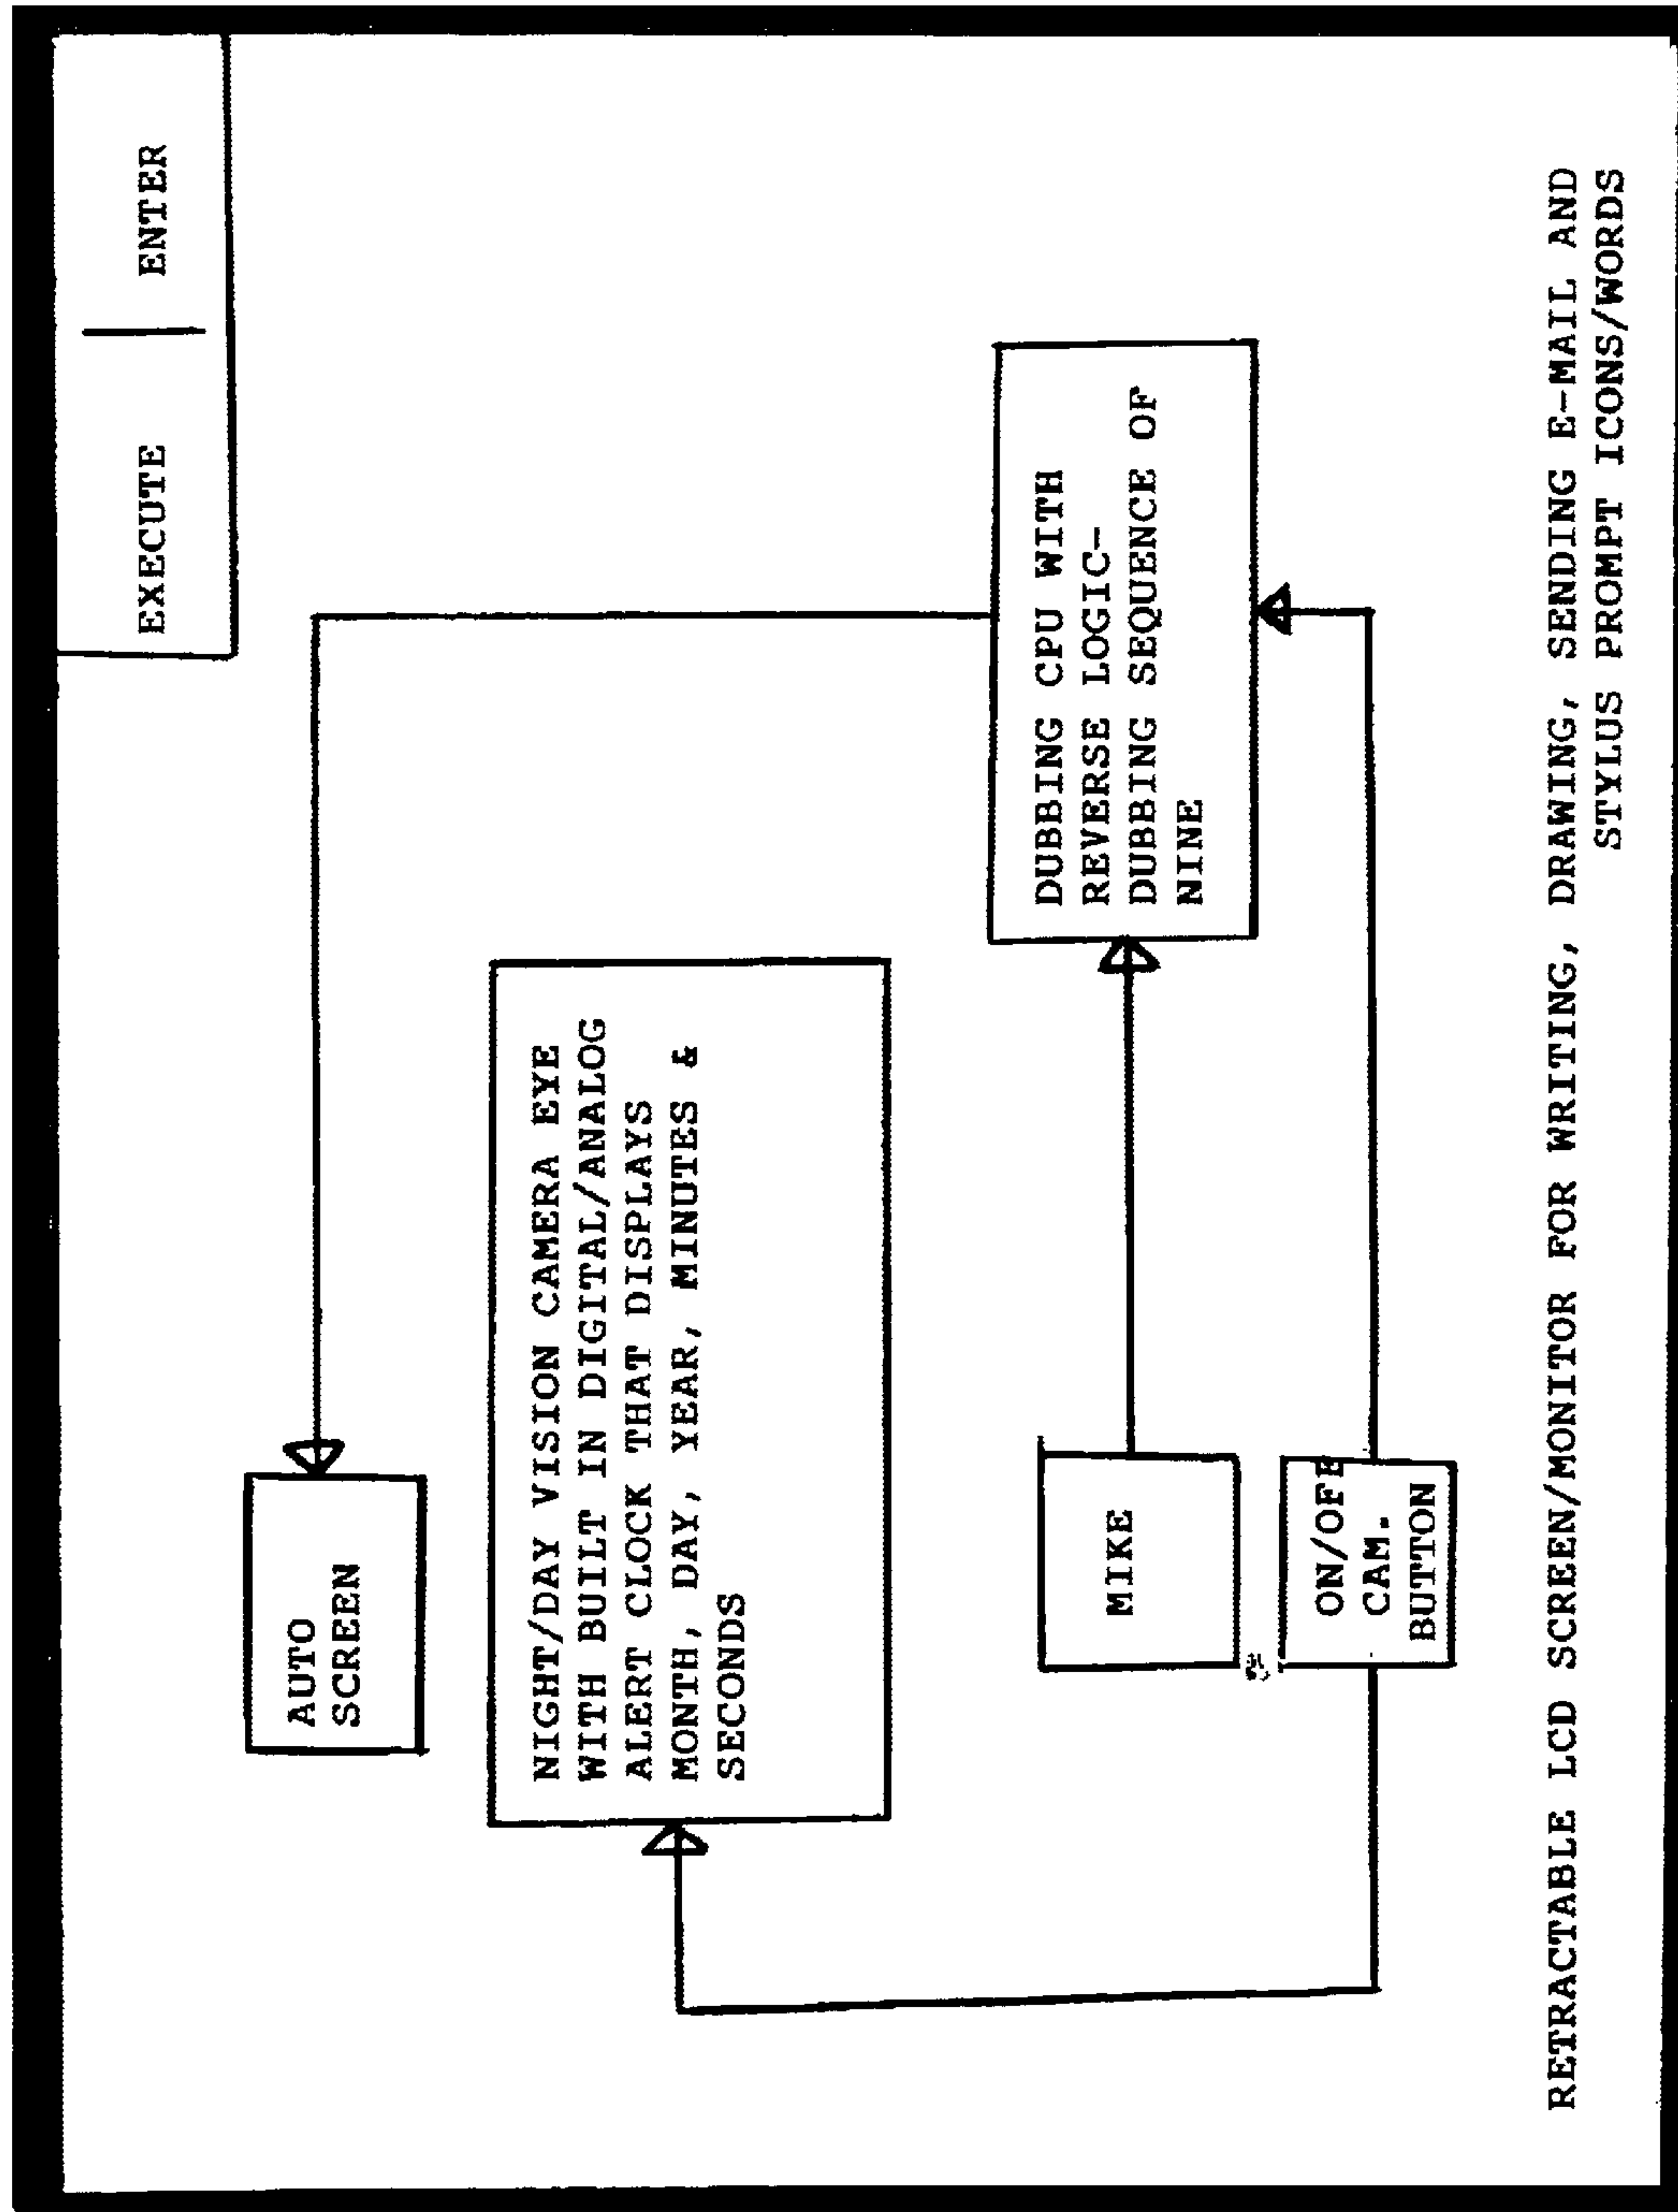 EXECUTE ENTER
AUTO
SCREEN
NIGHT/DAY VISION CAMERA EYE
WITH BUILT IN DIGITAL/ANALOG
ALERT CLOCK THAT DISPLAYS
MONTH, DAY, YEAR, MINUTES &
SECONDS
DUBBING CPU WITH
REVERSE LOGIC-
DUBBING SEQUENCE OF
NINE
MIKE
ON/OFF
CAM.
BUTTON
RETRACTABLE LCD SCREEN/MONITOR FOR WRITING, DRAWING, SENDING E-MAIL AND
STYLUS PROMPT ICONS/WORDS